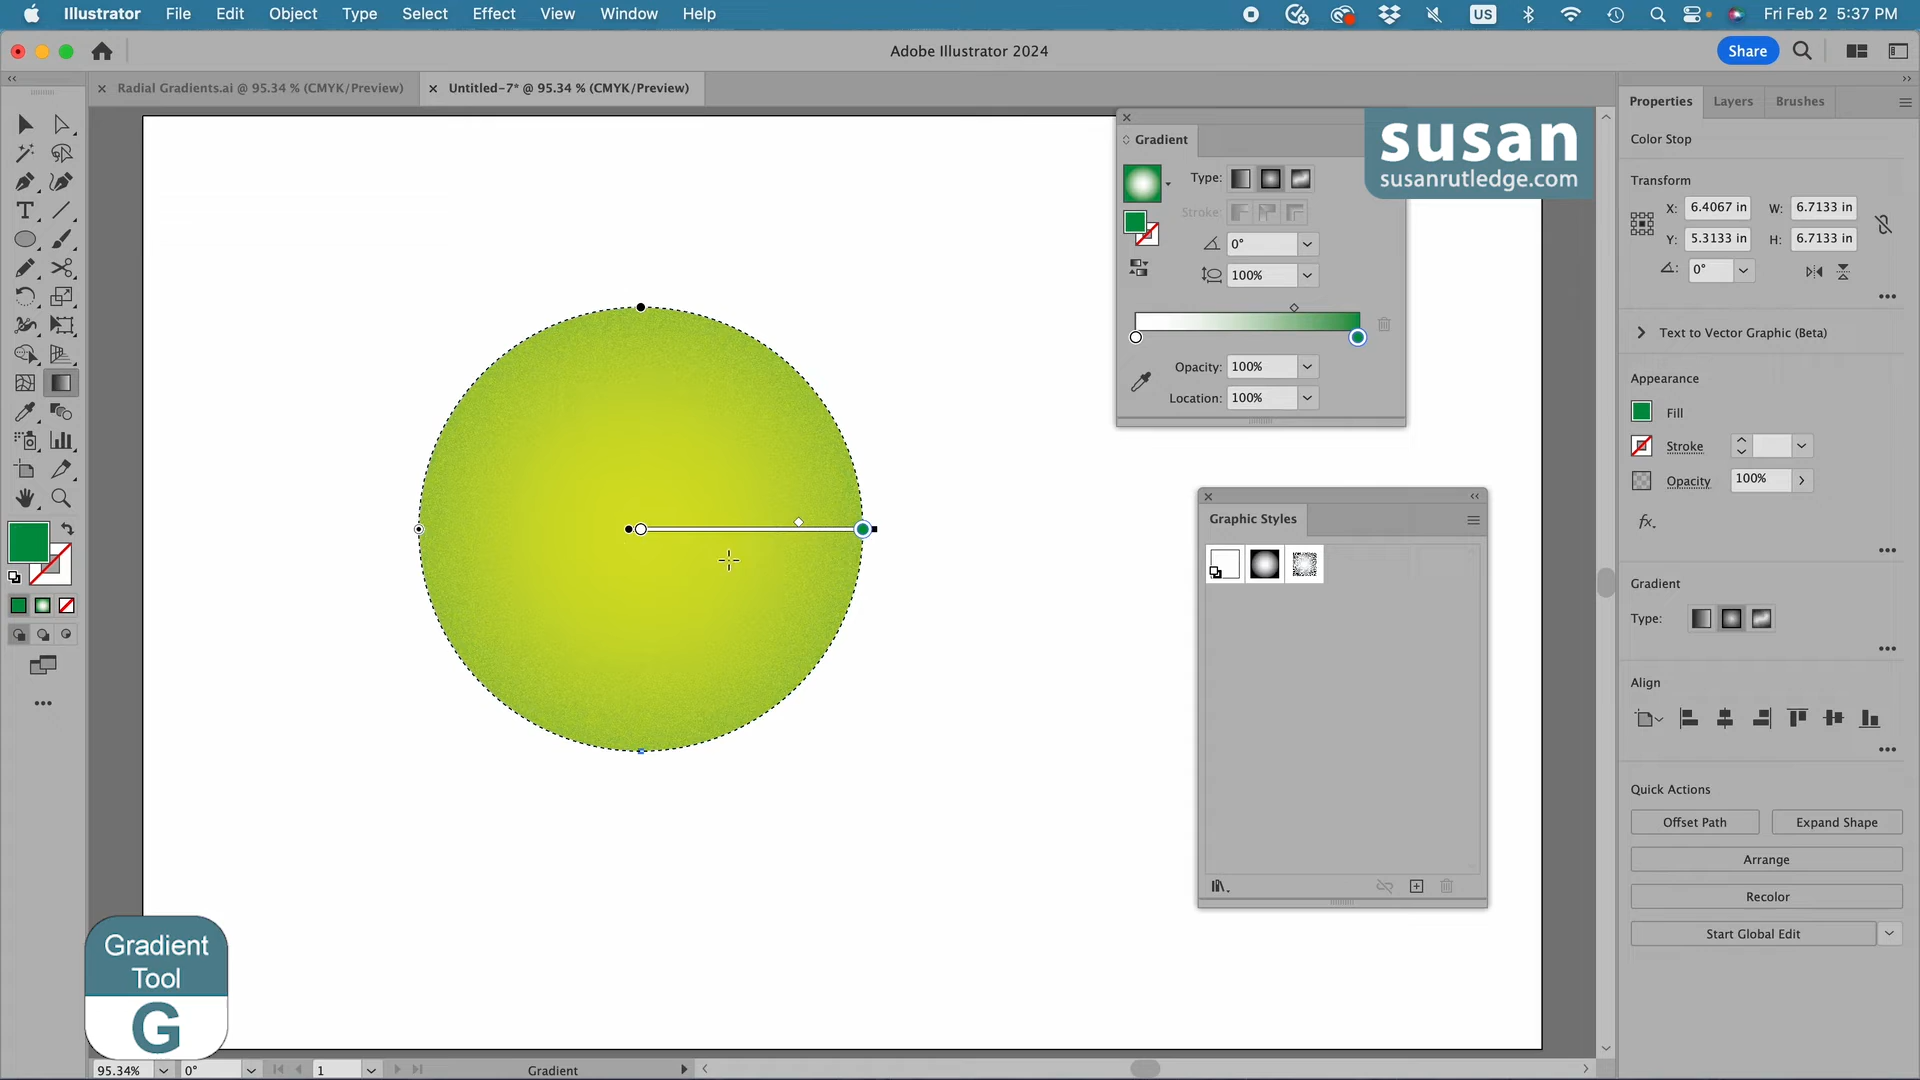 Illustrator File Edit Object Type Select Effect View Window Help
US
Fri Feb 2 5:37 PM
Adobe Illustrator 2024
Share
Radial Gradients.ai @ 95.34 % (CMYK/Preview)
Untitled-7* @ 95.34 % (CMYK/Preview)
Properties Layers Brushes
Gradient
susan
susanrutledge.com
Color Stop
Type:
Stroke:
0°
100%
Opacity: 100%
Location: 100%
Transform
X: 6.4067 in W: 6.7133 in
Y: 5.3133 in H: 6.7133 in
0°
Text to Vector Graphic (Beta)
Appearance
Fill
Stroke
Opacity 100%
fx.
Gradient
Type:
Align
Quick Actions
Offset Path Expand Shape
Arrange
Recolor
Start Global Edit
Graphic Styles
T
Gradient
Tool
G
95.34% 0° 1 Gradient